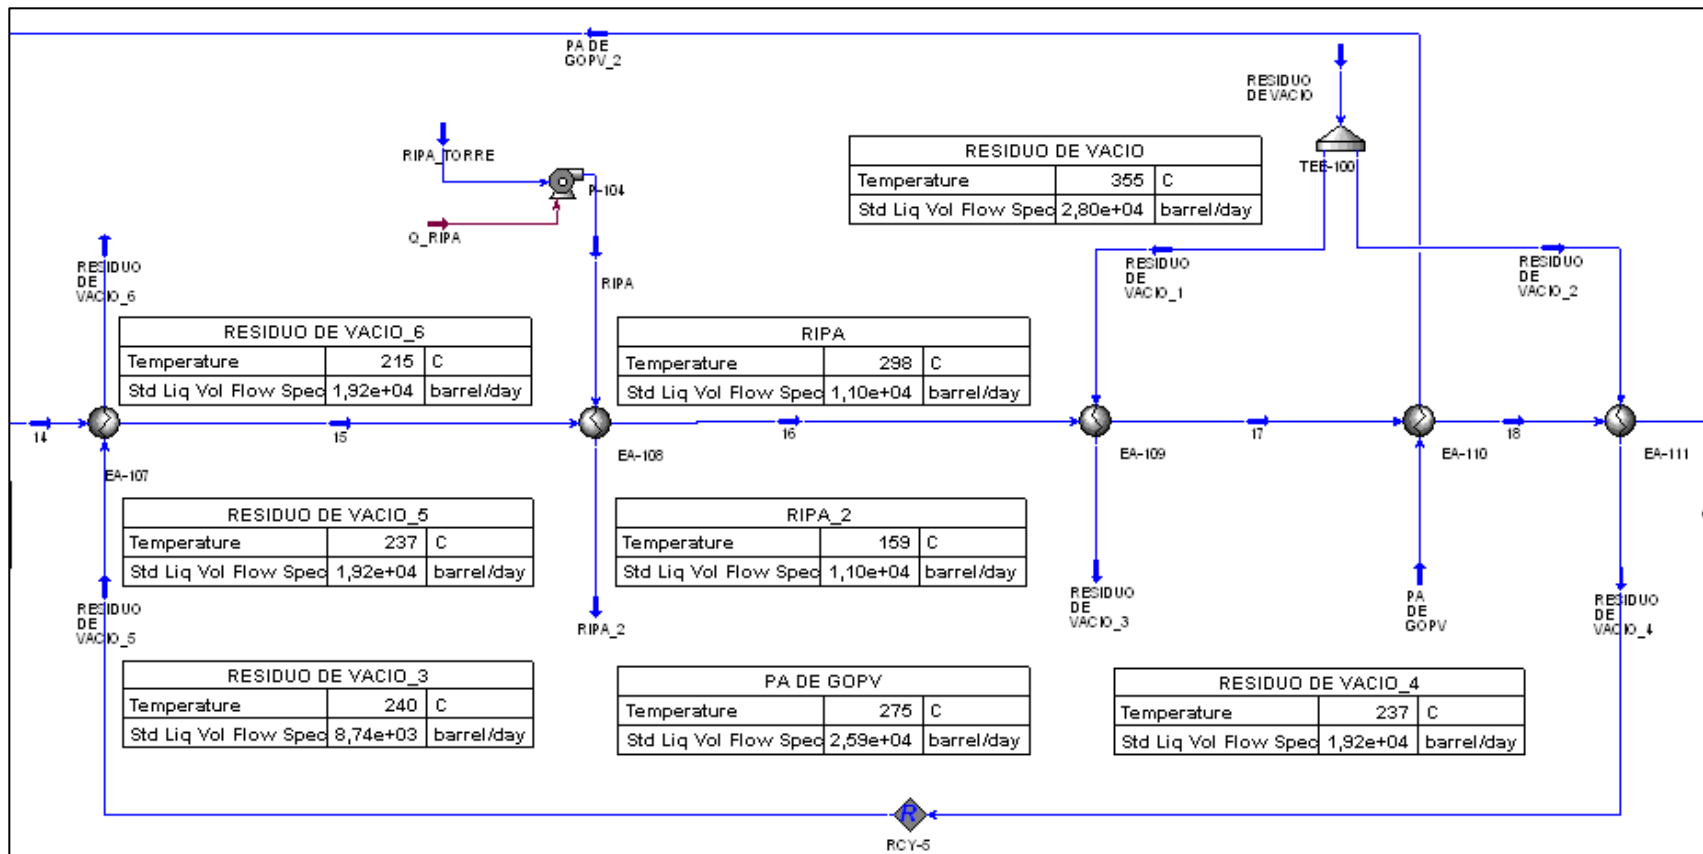 PA DE
GOPV_2
RESIDUO
DE VACIO
RIPA_TORRE
P-104
TEE-100
Q_RIPA
RESIDUO DE VACIO
Temperature 355 C
Std Liq Vol Flow Spec 2,80e+04 barrel/day
RESIDUO
DE
VACIO_6
RIPA
RESIDUO
DE
VACIO_1
RESIDUO
DE
VACIO_2
RESIDUO DE VACIO_6
Temperature 215 C
Std Liq Vol Flow Spec 1,92e+04 barrel/day
RIPA
Temperature 298 C
Std Liq Vol Flow Spec 1,10e+04 barrel/day
14
15
16
17
18
EA-107
EA-108
EA-109
EA-110
EA-111
RESIDUO DE VACIO_5
Temperature 237 C
Std Liq Vol Flow Spec 1,92e+04 barrel/day
RIPA_2
Temperature 159 C
Std Liq Vol Flow Spec 1,10e+04 barrel/day
RESIDUO
DE
VACIO_5
RIPA_2
RESIDUO
DE
VACIO_3
PA
DE
GOPV
RESIDUO
DE
VACIO_4
RESIDUO DE VACIO_3
Temperature 240 C
Std Liq Vol Flow Spec 8,74e+03 barrel/day
PA DE GOPV
Temperature 275 C
Std Liq Vol Flow Spec 2,59e+04 barrel/day
RESIDUO DE VACIO_4
Temperature 237 C
Std Liq Vol Flow Spec 1,92e+04 barrel/day
R
RCY-5